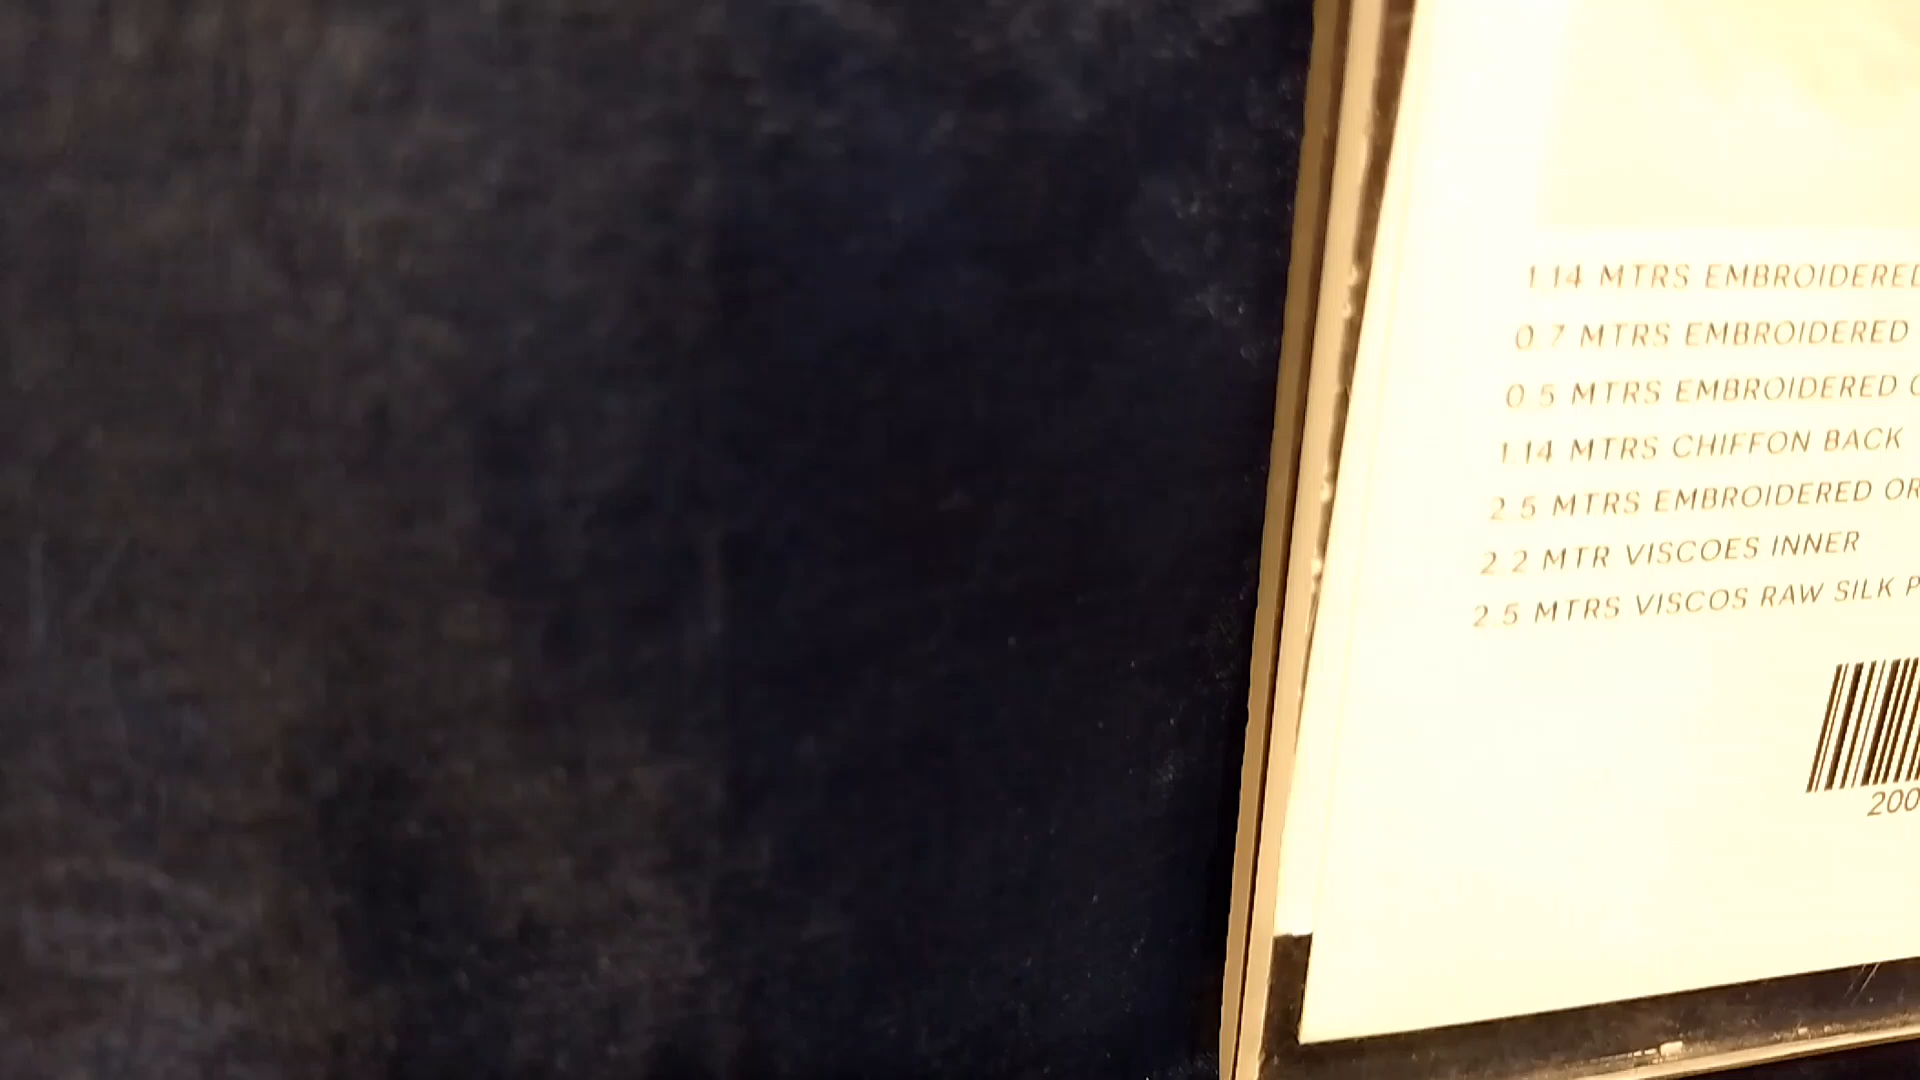 1.14 MTRS EMBROIDERED
0.7 MTRS EMBROIDERED
0.5 MTRS EMBROIDERED
1.14 MTRS CHIFFON BACK
2.5 MTRS EMBROIDERED
2.2 MTR VISCOES INNER
2.5 MTRS VISCOS RAW SILK
200